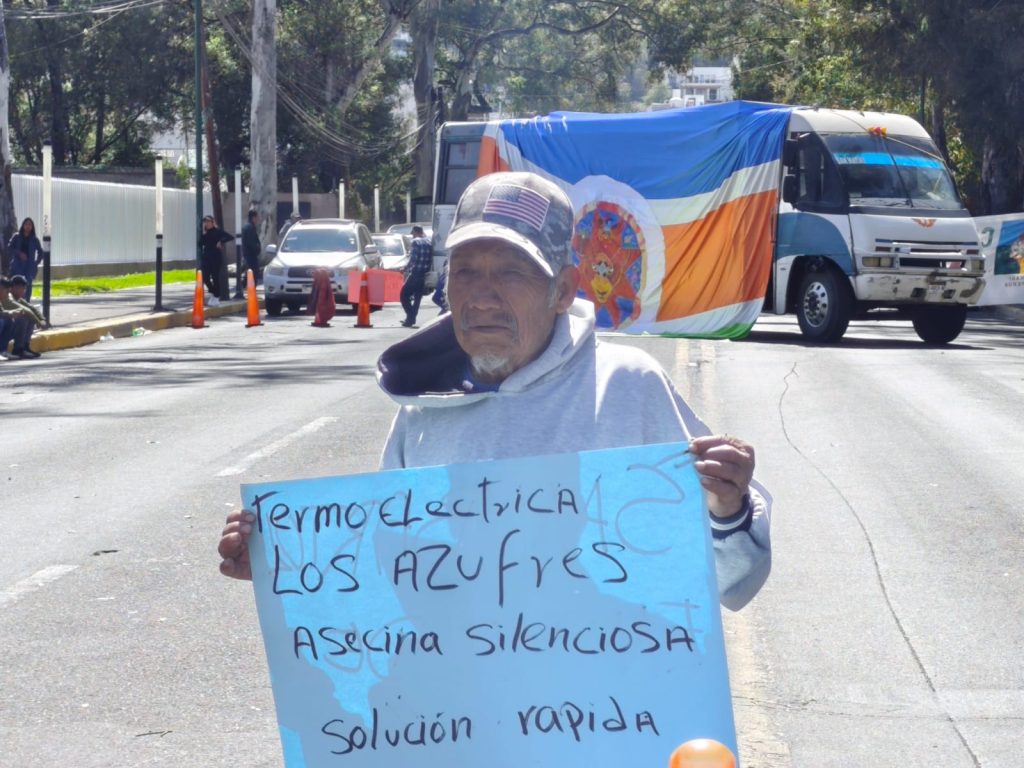 Termo Electrica
Los Azufres
Asecina silenciosa
solución rapida